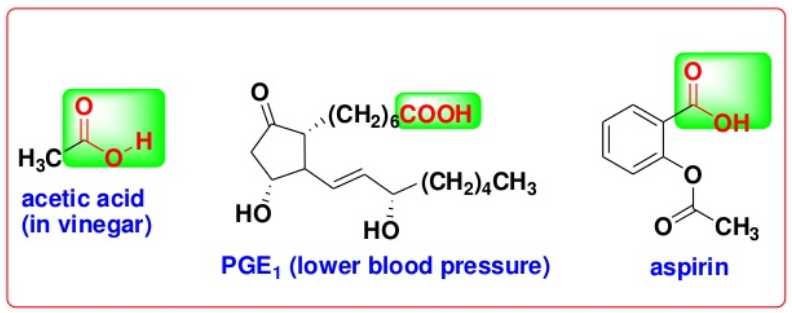 O
H
H₃C
O
acetic acid
(in vinegar)
O
(CH₂)₆COOH
(CH₂)₄CH₃
HO
HO
PGE₁ (lower blood pressure)
O
OH
O
O
CH₃
aspirin